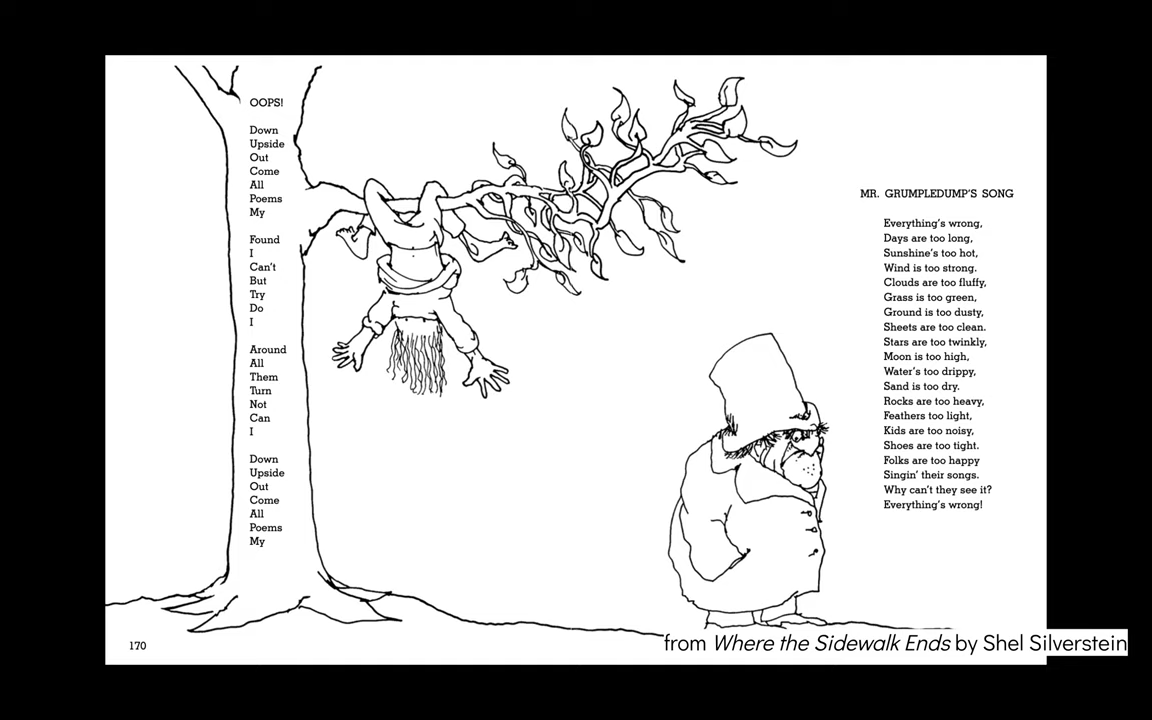 OOPS!
Down
Upside
Out
Come
All
Poems
My
Found
I
Can't
But
Try
Do
I
Around
All
Them
Turn
Not
Can
I
Down
Upside
Out
Come
All
Poems
My
170
MR. GRUMPLEDUMP'S SONG
Everything's wrong,
Days are too long,
Sunshine's too hot,
Wind is too strong.
Clouds are too fluffy,
Grass is too green,
Ground is too dusty,
Sheets are too clean.
Stars are too twinkly,
Moon is too high,
Water's too drippy,
Sand is too dry.
Rocks are too heavy,
Feathers too light,
Kids are too noisy,
Shoes are too tight.
Folks are too happy
Singin' their songs.
Why can't they see it?
Everything's wrong!
from Where the Sidewalk Ends by Shel Silverstein